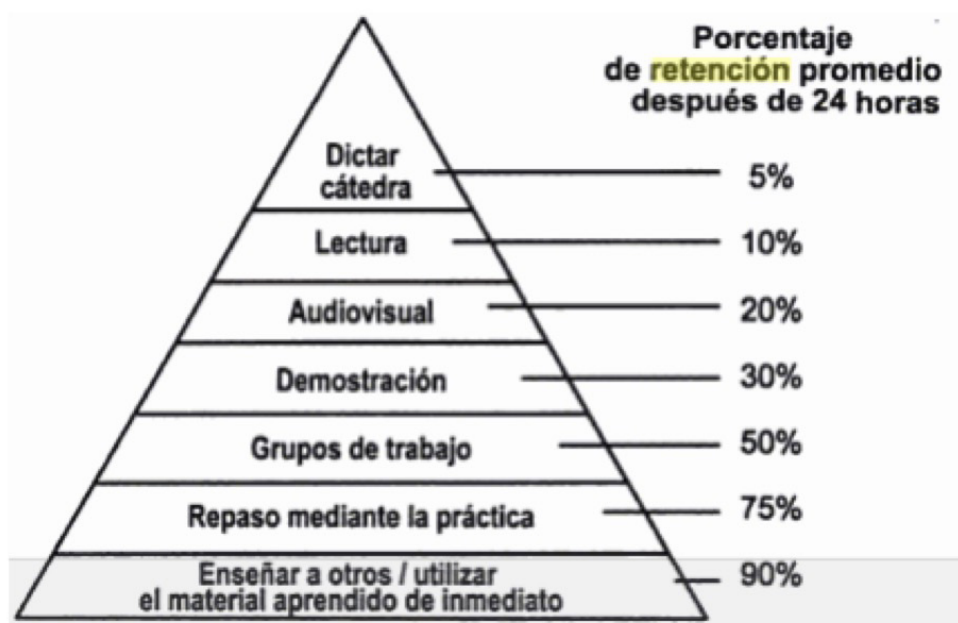 Porcentaje
de retención promedio
después de 24 horas
Dictar
cátedra
5%
Lectura
10%
Audiovisual
20%
Demostración
30%
Grupos de trabajo
50%
Repaso mediante la práctica
75%
Enseñar a otros / utilizar
el material aprendido de inmediato
90%